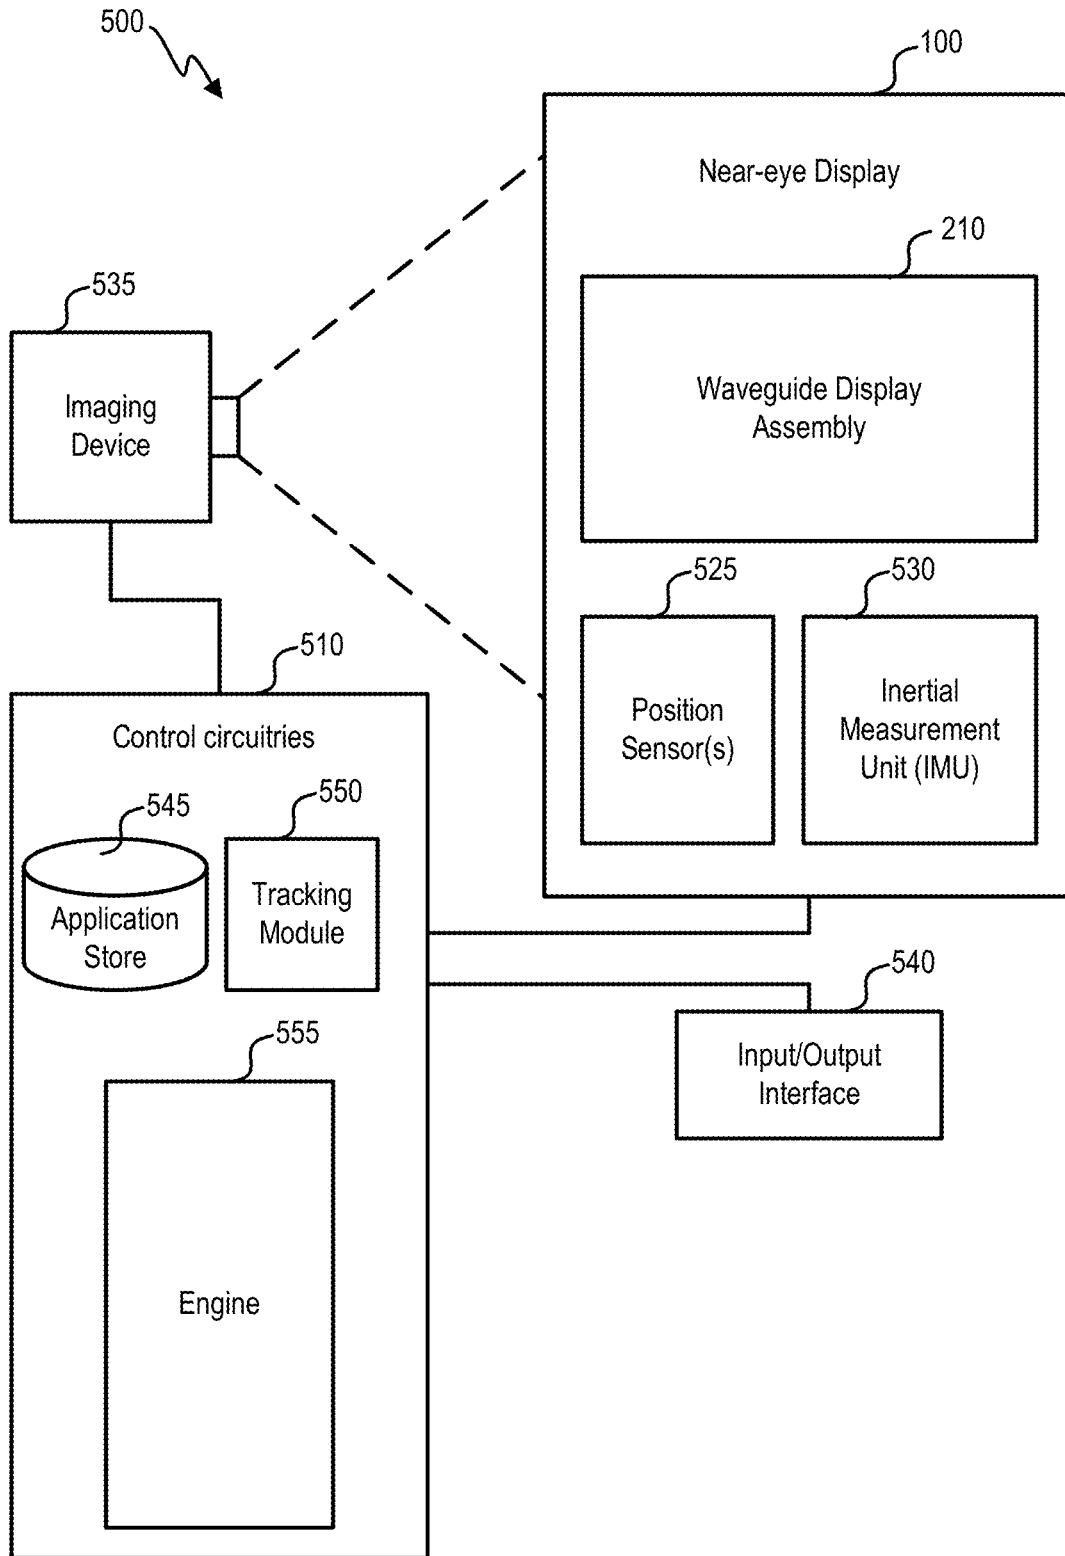 500
100
Near-eye Display
210
Waveguide Display
Assembly
535
Imaging
Device
525
530
Position
Sensor(s)
Inertial
Measurement
Unit (IMU)
510
Control circuitries
545
550
Application
Store
Tracking
Module
540
Input/Output
Interface
555
Engine